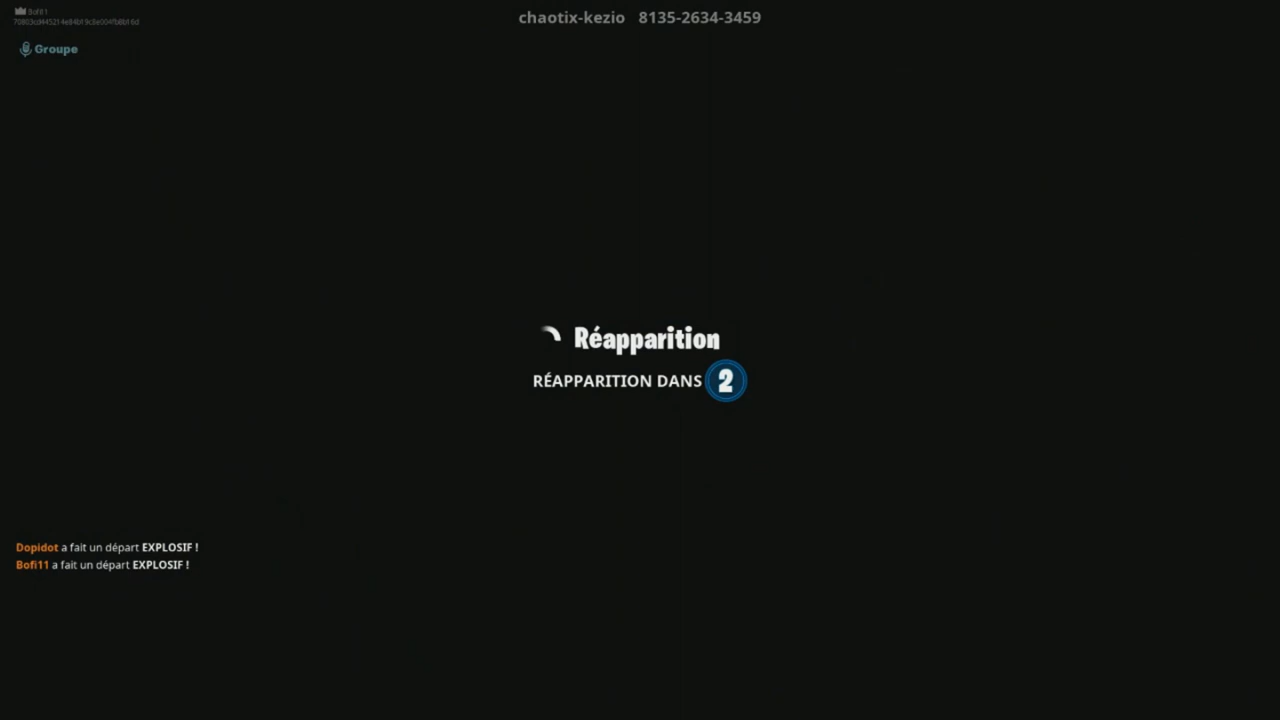 Bofi11
chaotix-kezio 8135-2634-3459
Groupe
Réapparition
RÉAPPARITION DANS 2
Dopidot a fait un départ EXPLOSIF !
Bofi11 a fait un départ EXPLOSIF !